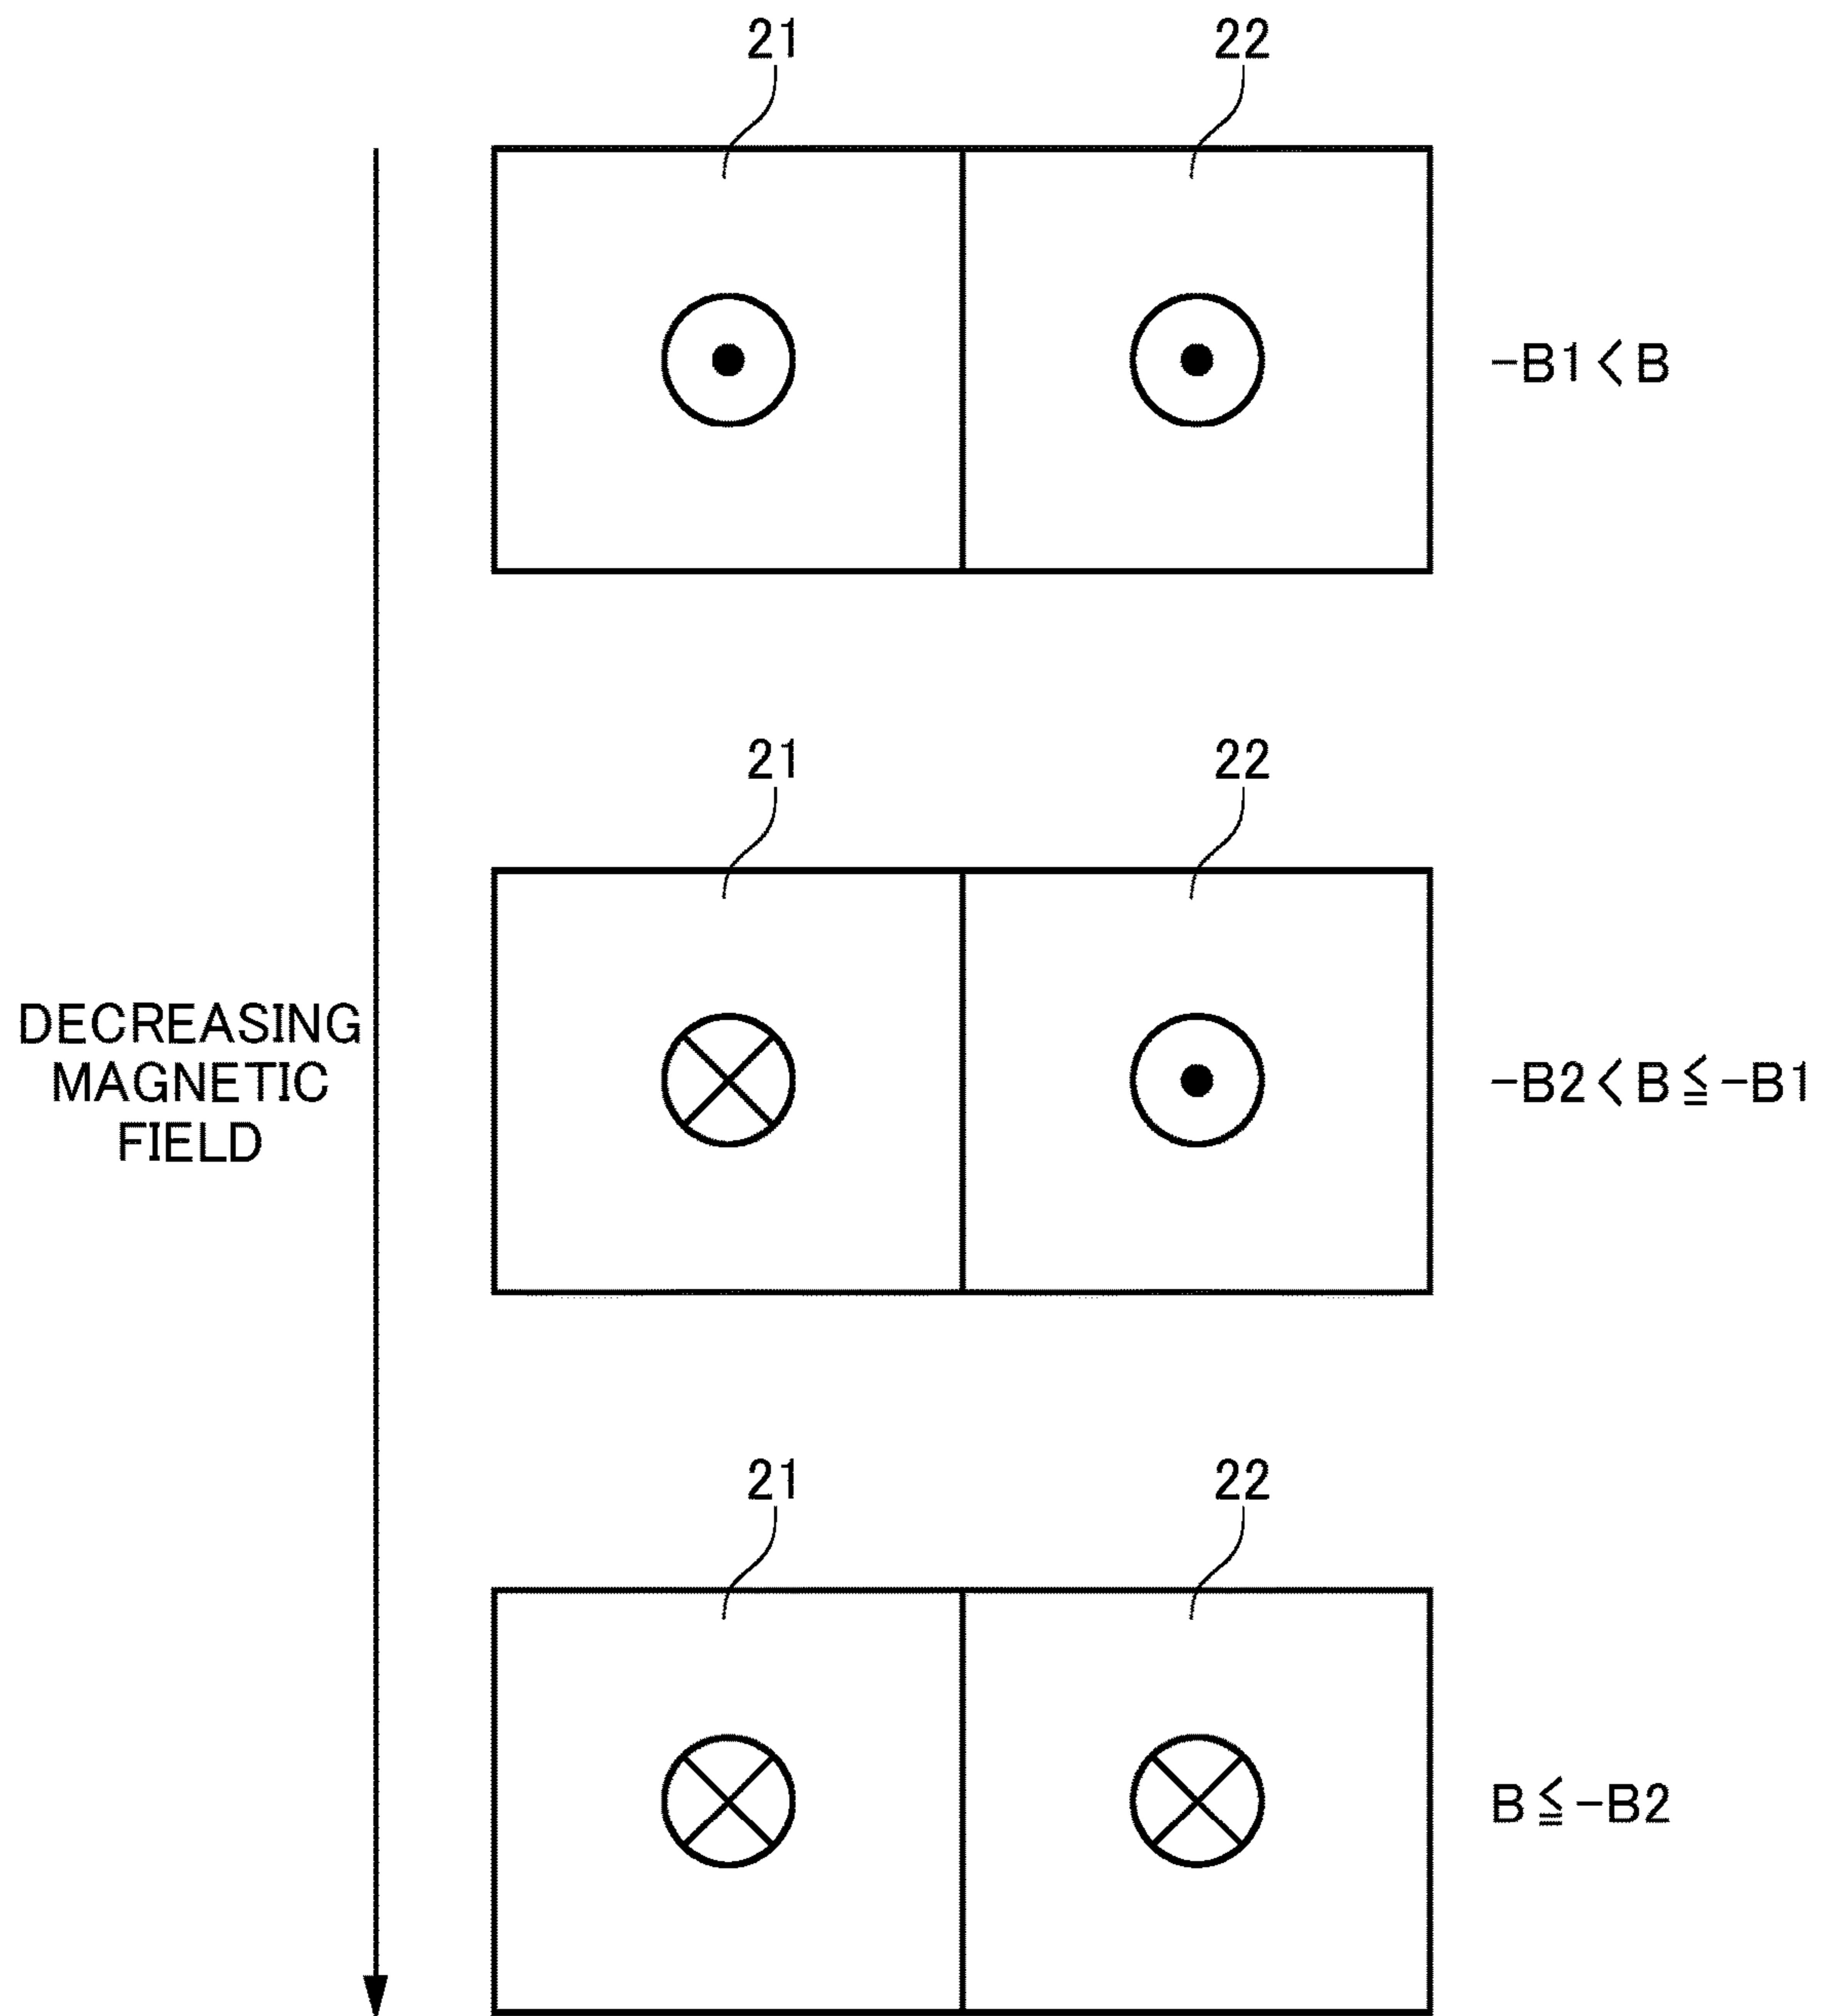 21 22
-B1<B
21 22
DECREASING
MAGNETIC
FIELD
-B2<B≦-B1
21 22
B≦-B2